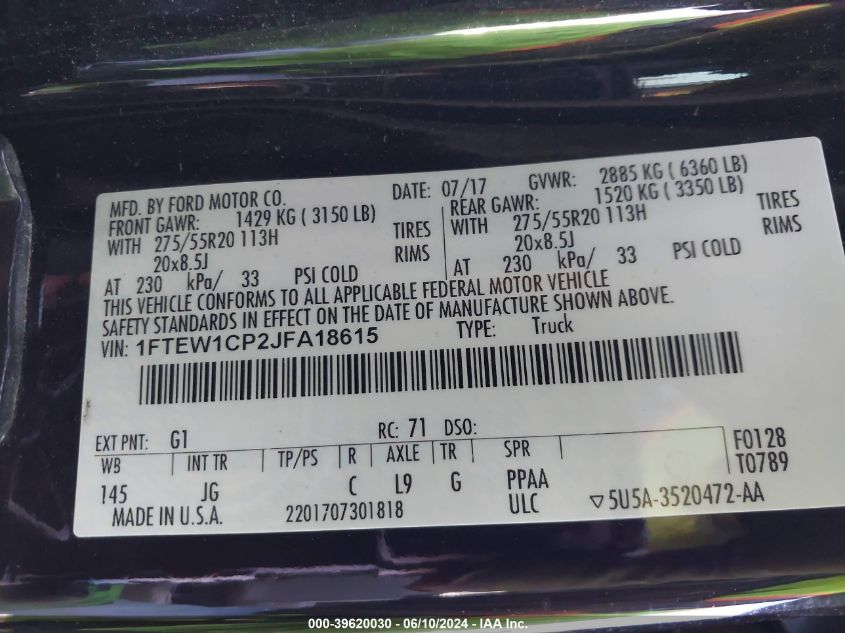 MFD. BY FORD MOTOR CO. DATE: 07/17 GVWR: 2885 KG ( 6360 LB)
FRONT GAWR: 1429 KG ( 3150 LB) REAR GAWR: 1520 KG ( 3350 LB)
WITH 275/55R20 113H TIRES WITH 275/55R20 113H TIRES
20x8.5J RIMS 20x8.5J RIMS
AT 230 kPa/ 33 PSI COLD AT 230 kPa/ 33 PSI COLD
THIS VEHICLE CONFORMS TO ALL APPLICABLE FEDERAL MOTOR VEHICLE
SAFETY STANDARDS IN EFFECT ON THE DATE OF MANUFACTURE SHOWN ABOVE.
VIN: 1FTEW1CP2JFA18615 TYPE: Truck
EXT PNT: G1 RC: 71 DSO: F0128
WB INT TR TP/PS R AXLE TR SPR T0789
145 JG C L9 G PPAA
MADE IN U.S.A. 2201707301818 ULC ▽5U5A-3520472-AA
000-39620030 - 06/10/2024 - IAA Inc.